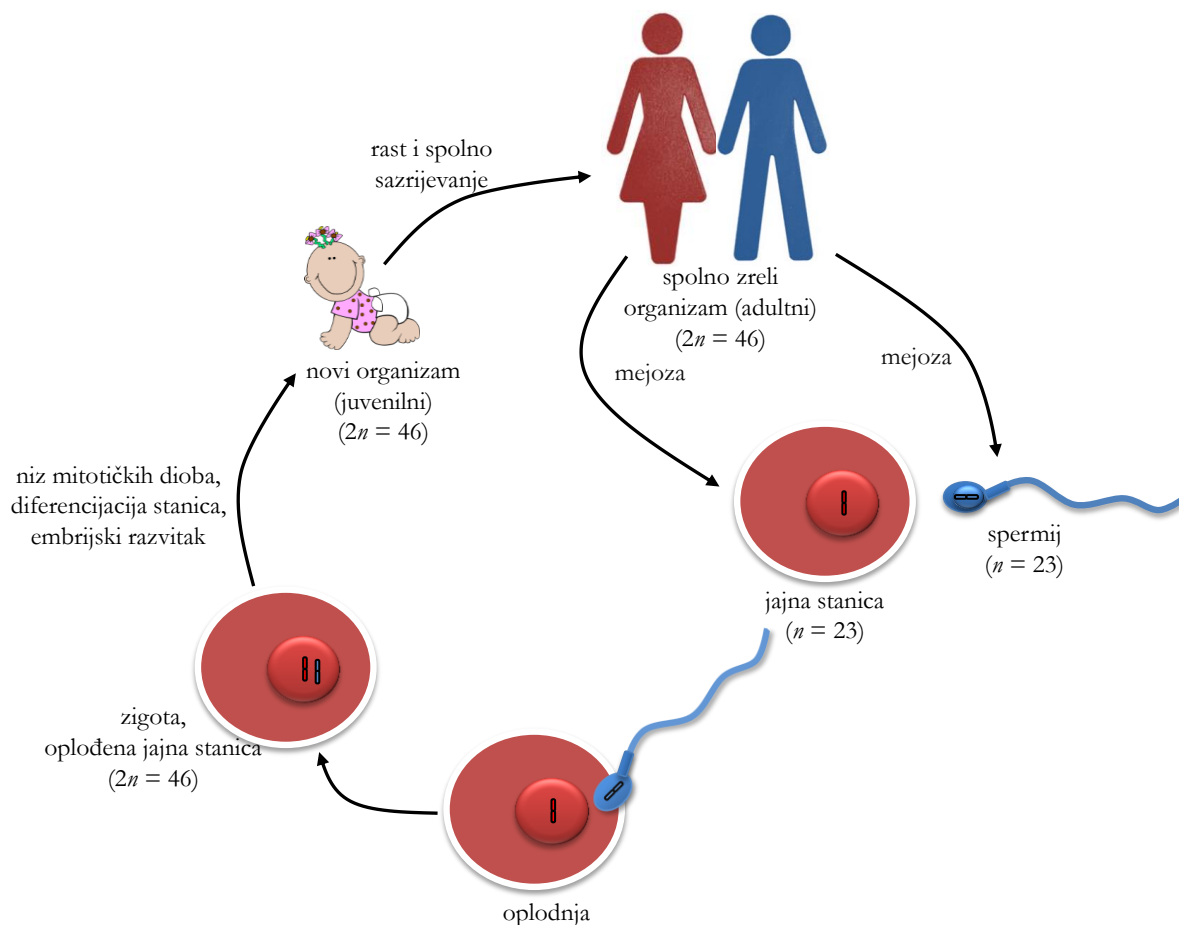 rast i spolno
sazrijevanje
spolno zreli
organizam (adultni)
(2n = 46)
mejoza
mejoza
novi organizam
(juvenilni)
(2n = 46)
niz mitotičkih dioba,
diferencijacija stanica,
embrijski razvitak
spermij
(n = 23)
jajna stanica
(n = 23)
zigota,
oplođena jajna stanica
(2n = 46)
oplodnja